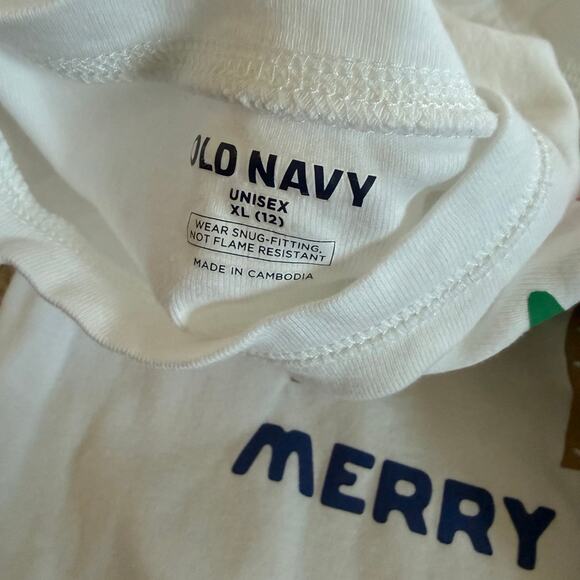 OLD NAVY
UNISEX
XL (12)
WEAR SNUG-FITTING,
NOT FLAME RESISTANT
MADE IN CAMBODIA
MERRY